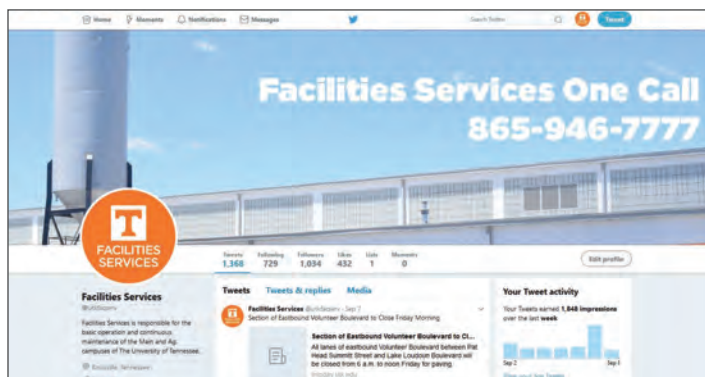 Home Moments Notifications Messages Search Twitter Tweet
Facilities Services One Call
865-946-7777
T
FACILITIES
SERVICES
Tweets Following Followers Likes Lists Moments
1,368 729 1,034 432 1 0
Edit profile
Facilities Services
Facilities Services is responsible for the
basic operation and continuous
maintenance of the Main and Ag.
campuses of The University of Tennessee.
Knoxville, Tennessee
Tweets Tweets & replies Media
Facilities Services · Sep 7
Section of Eastbound Volunteer Boulevard to Close Friday Morning
Section of Eastbound Volunteer Boulevard to Cl...
All lanes of eastbound Volunteer Boulevard between Pat
Head Summitt Street and Lake Loudoun Boulevard will
be closed from 6 a.m. to noon Friday for paving.
Your Tweet activity
Your Tweets earned 1,848 impressions
over the last week
Sep 2